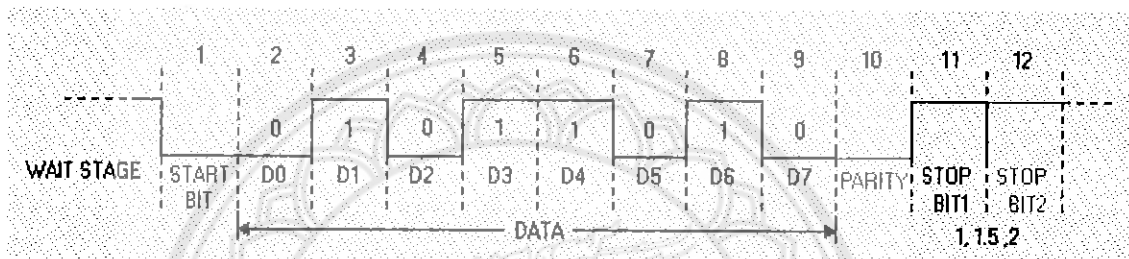 1 2 3 4 5 6 7 8 9 10 11 12
0 1 0 1 1 0 1 0
WAIT STAGE START BIT D0 D1 D2 D3 D4 D5 D6 D7 PARITY STOP BIT1 STOP BIT2
DATA
1, 1.5 ,2